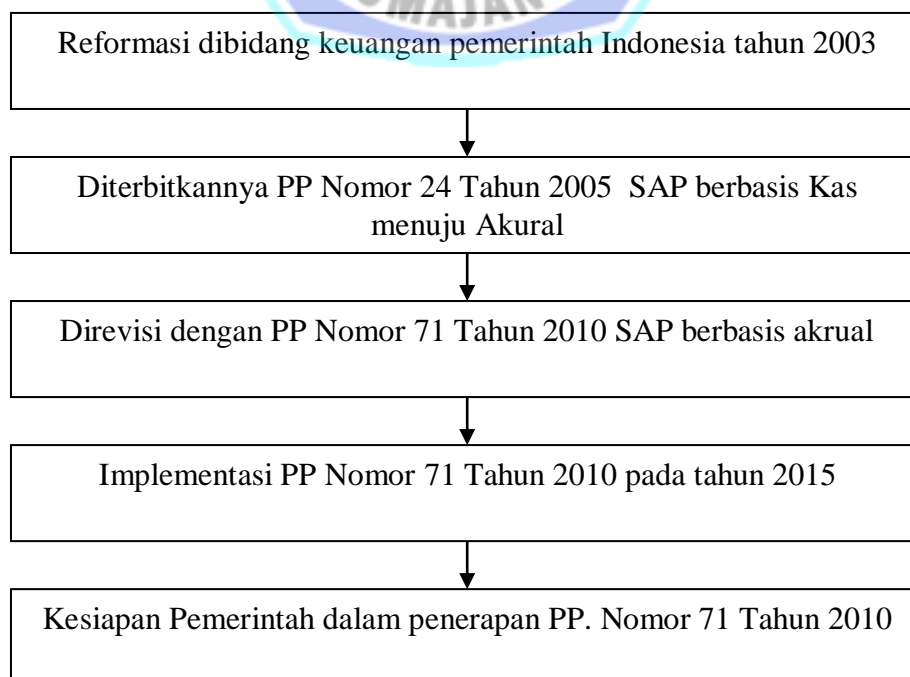 Reformasi dibidang keuangan pemerintah Indonesia tahun 2003
Diterbitkannya PP Nomor 24 Tahun 2005 SAP berbasis Kas
menuju Akural
Direvisi dengan PP Nomor 71 Tahun 2010 SAP berbasis akrual
Implementasi PP Nomor 71 Tahun 2010 pada tahun 2015
Kesiapan Pemerintah dalam penerapan PP. Nomor 71 Tahun 2010